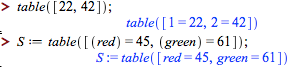 > table([22, 42]);
table([1 = 22, 2 = 42])
> S := table([(red) = 45, (green) = 61]);
S := table([red = 45, green = 61])